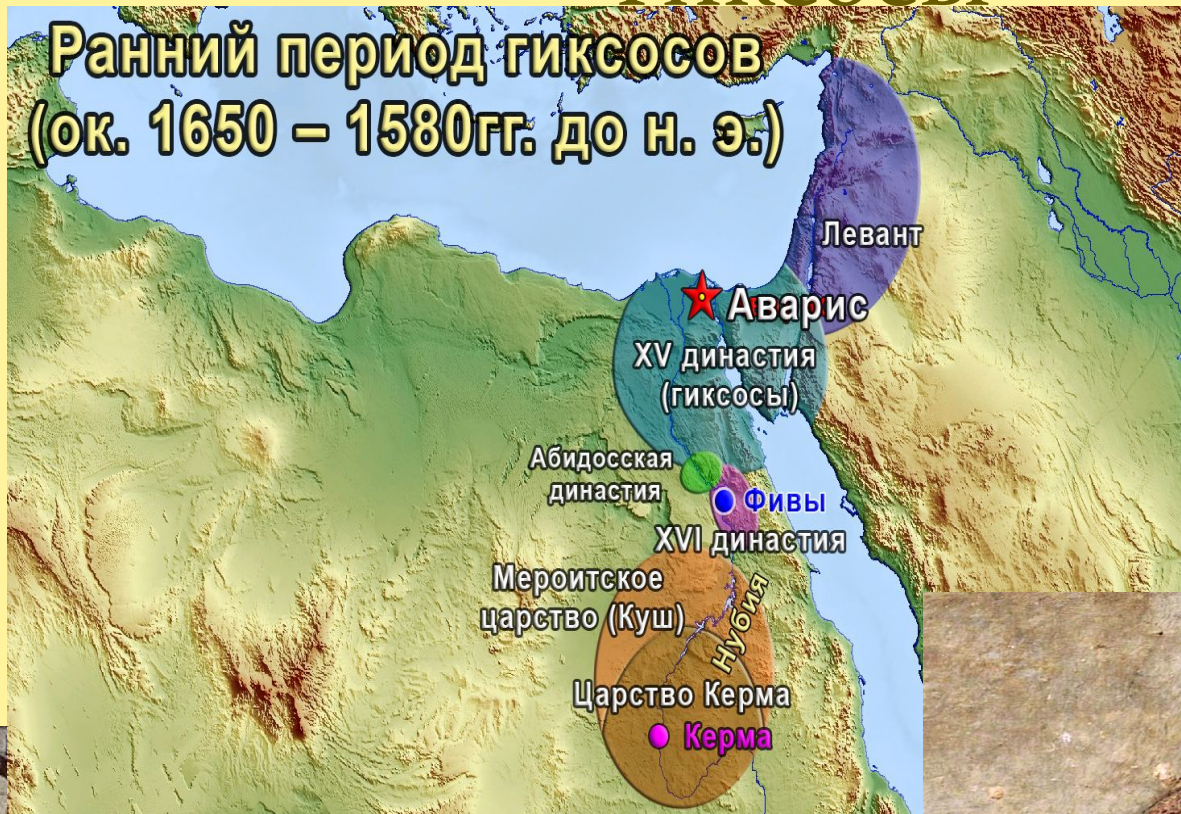 Ранний период гиксосов
(ок. 1650 – 1580гг. до н. э.)
Левант
Аварис
XV династия
(гиксосы)
Абидосская
династия
Фивы
XVI династия
Мероитское
царство (Куш)
Нубия
Царство Керма
Керма